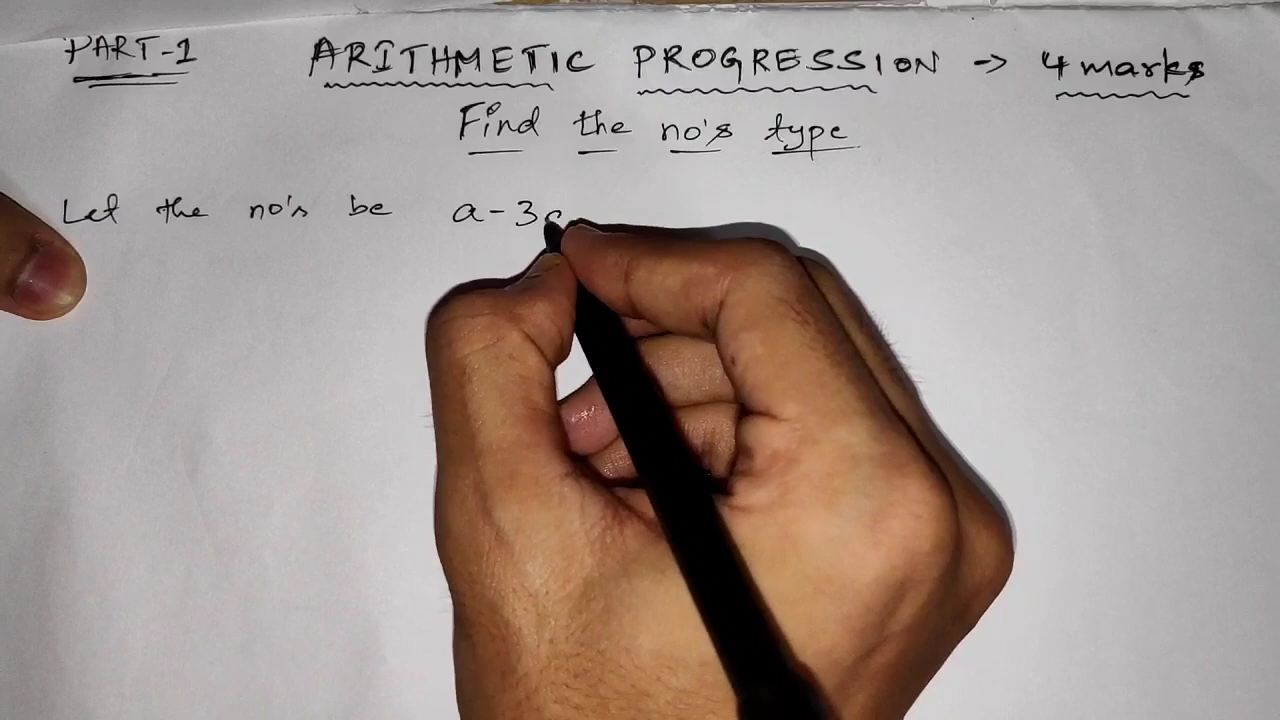 PART-1
ARITHMETIC PROGRESSION → 4 marks
Find the no's type
Let the no's be a-3